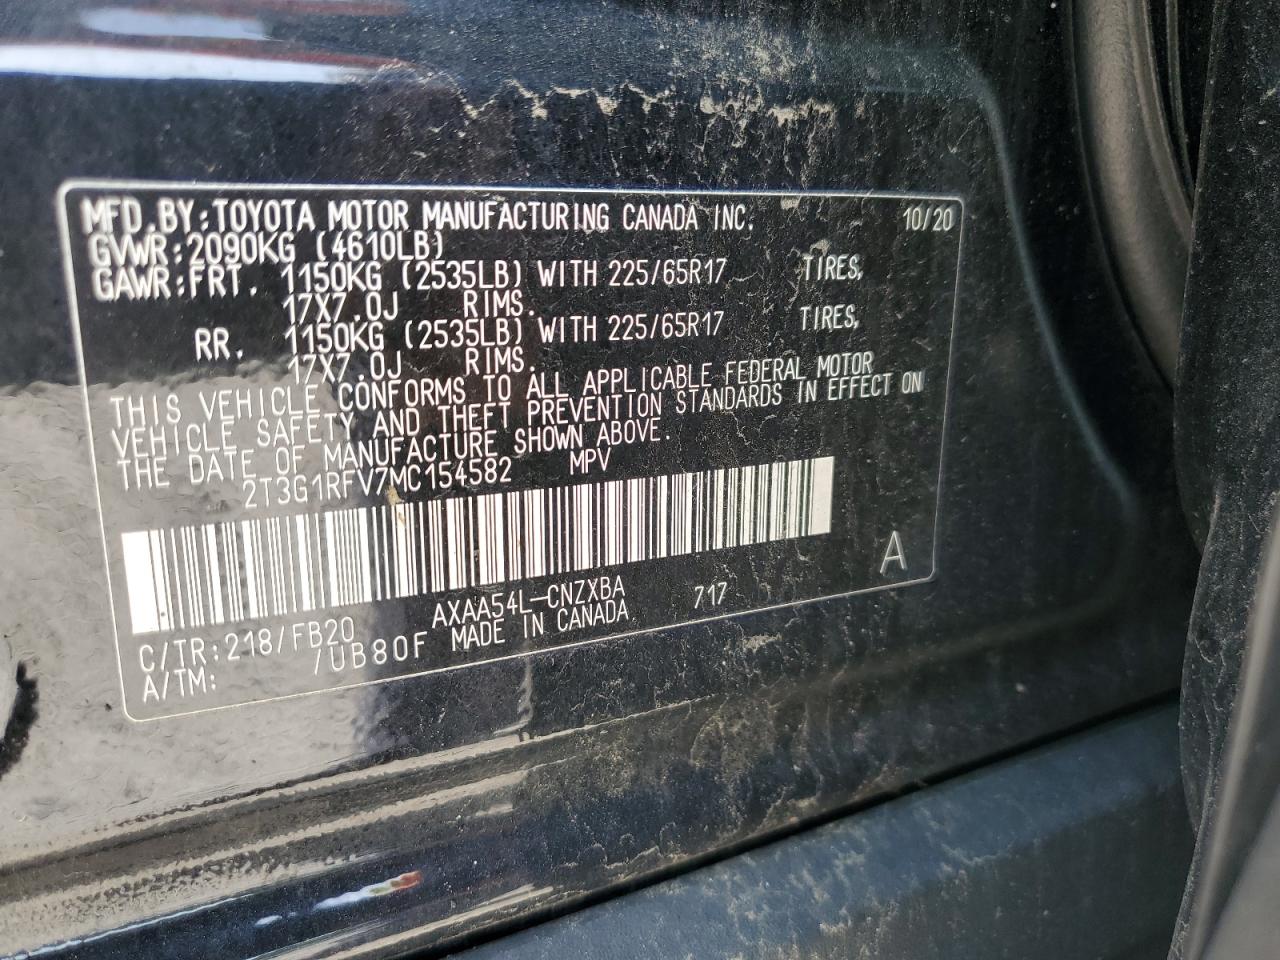 MFD.BY:TOYOTA MOTOR MANUFACTURING CANADA INC. 10/20
GVWR:2090KG (4610LB)
GAWR:FRT. 1150KG (2535LB) WITH 225/65R17 TIRES,
17X7.0J RIMS.
RR. 1150KG (2535LB) WITH 225/65R17 TIRES,
17X7.0J RIMS.
THIS VEHICLE CONFORMS TO ALL APPLICABLE FEDERAL MOTOR
VEHICLE SAFETY AND THEFT PREVENTION STANDARDS IN EFFECT ON
THE DATE OF MANUFACTURE SHOWN ABOVE.
2T3G1RFV7MC154582 MPV
A
AXAA54L-CNZXBA 717
C/TR:218/FB20 MADE IN CANADA
A/TM: /UB80F